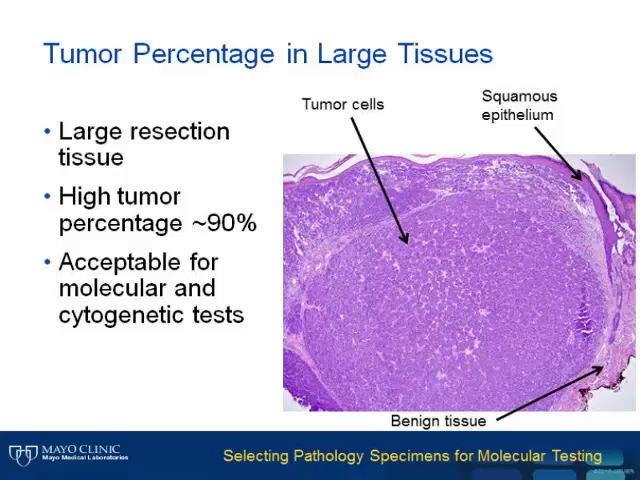 Tumor Percentage in Large Tissues
• Large resection
tissue
• High tumor
percentage ~90%
• Acceptable for
molecular and
cytogenetic tests
Tumor cells
Squamous
epithelium
Benign tissue
MAYO CLINIC
Mayo Medical Laboratories
Selecting Pathology Specimens for Molecular Testing